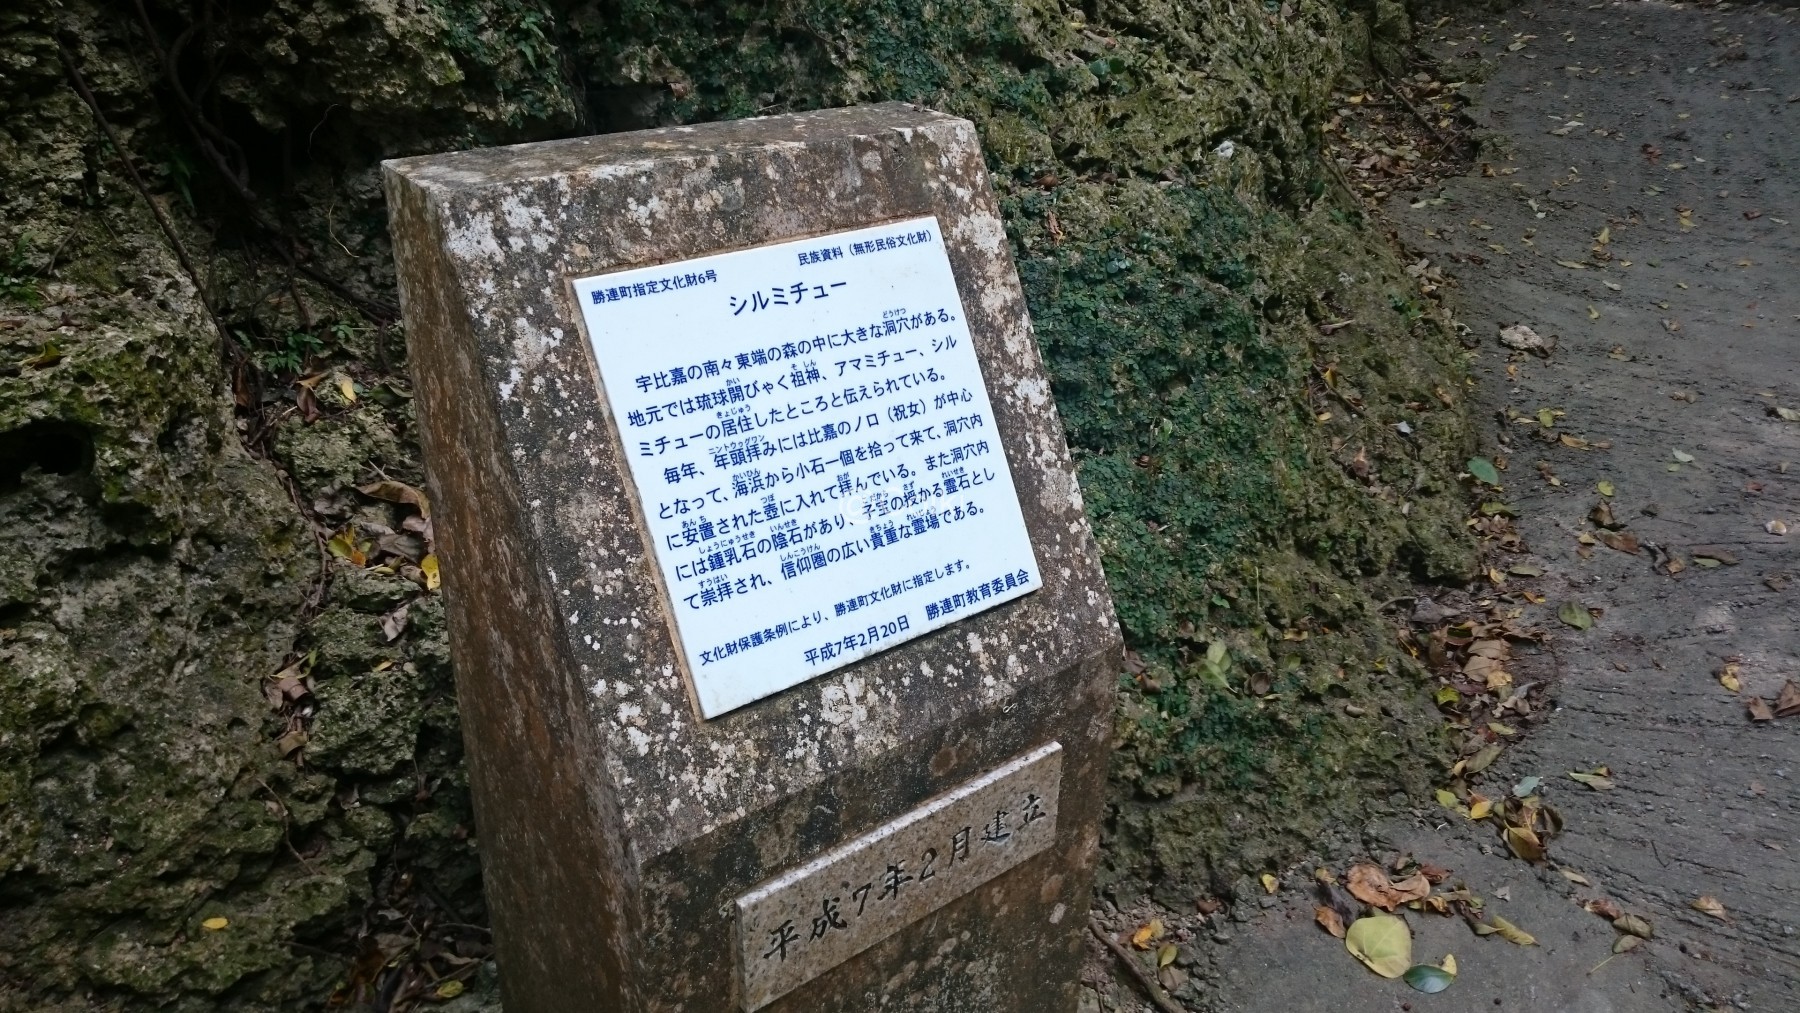 勝連町指定文化財6号
民族資料（無形民俗文化財）
シルミチュー
宇比嘉の南々東端の森の中に大きな洞穴がある。
地元では琉球開びゃく祖神、アマミチュー、シル
ミチューの居住したところと伝えられている。
毎年、年頭拝みには比嘉のノロ（祝女）が中心
となって、海浜から小石一個を拾って来て、洞穴内
に安置された壺に入れて拝んでいる。また洞穴内
には鍾乳石の陰石があり、子宝の授かる霊石とし
て崇拝され、信仰圏の広い貴重な霊場である。
文化財保護条例により、勝連町文化財に指定します。
平成7年2月20日　勝連町教育委員会
平成7年2月建立